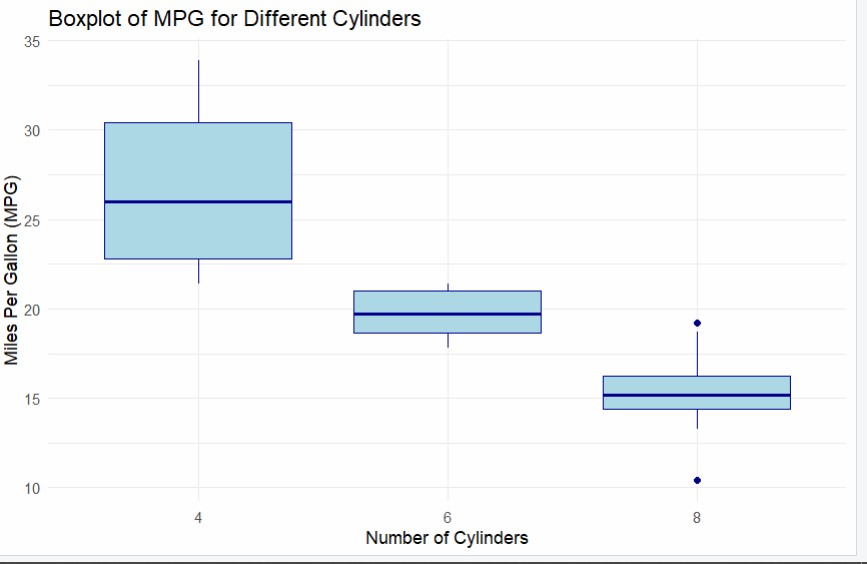 Boxplot of MPG for Different Cylinders
35
30
25
20
15
10
Miles Per Gallon (MPG)
4 6 8
Number of Cylinders